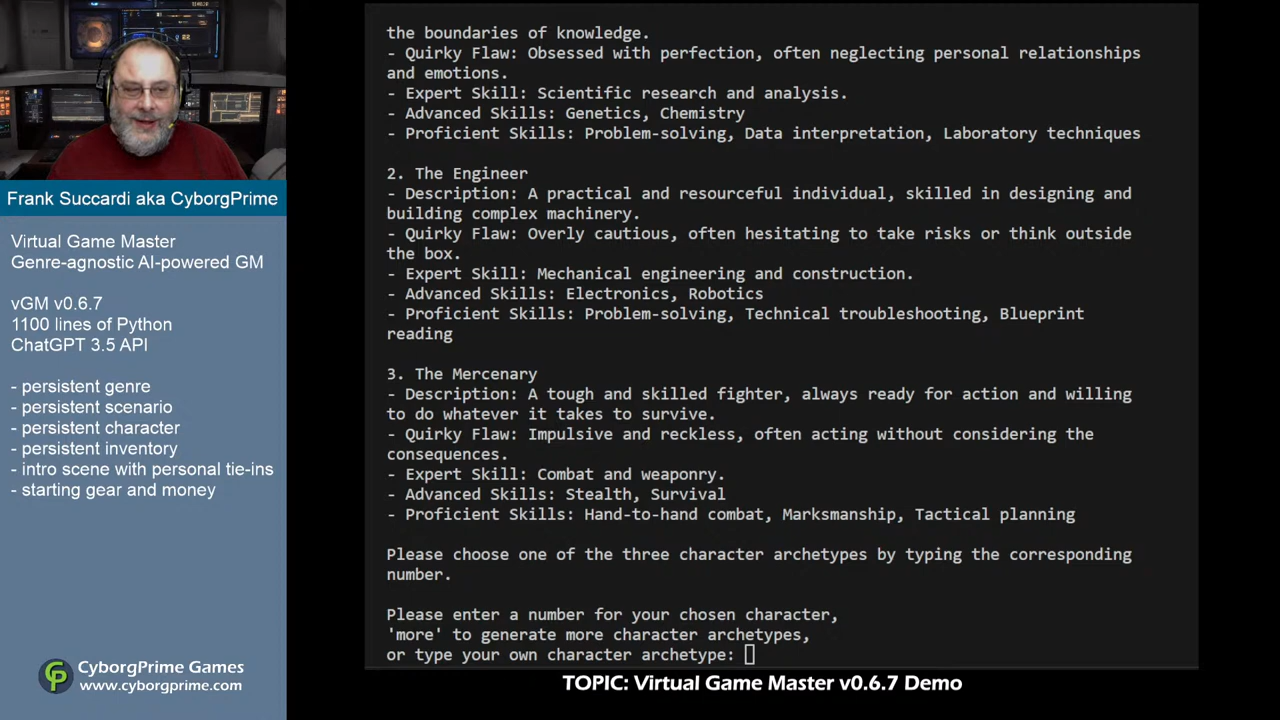 Frank Succardi aka CyborgPrime
Virtual Game Master
Genre-agnostic AI-powered GM
vGM v0.6.7
1100 lines of Python
ChatGPT 3.5 API
- persistent genre
- persistent scenario
- persistent character
- persistent inventory
- intro scene with personal tie-ins
- starting gear and money
CP
CyborgPrime Games
www.cyborgprime.com
the boundaries of knowledge.
- Quirky Flaw: Obsessed with perfection, often neglecting personal relationships
and emotions.
- Expert Skill: Scientific research and analysis.
- Advanced Skills: Genetics, Chemistry
- Proficient Skills: Problem-solving, Data interpretation, Laboratory techniques
2. The Engineer
- Description: A practical and resourceful individual, skilled in designing and
building complex machinery.
- Quirky Flaw: Overly cautious, often hesitating to take risks or think outside
the box.
- Expert Skill: Mechanical engineering and construction.
- Advanced Skills: Electronics, Robotics
- Proficient Skills: Problem-solving, Technical troubleshooting, Blueprint
reading
3. The Mercenary
- Description: A tough and skilled fighter, always ready for action and willing
to do whatever it takes to survive.
- Quirky Flaw: Impulsive and reckless, often acting without considering the
consequences.
- Expert Skill: Combat and weaponry.
- Advanced Skills: Stealth, Survival
- Proficient Skills: Hand-to-hand combat, Marksmanship, Tactical planning
Please choose one of the three character archetypes by typing the corresponding
number.
Please enter a number for your chosen character,
'more' to generate more character archetypes,
or type your own character archetype:
TOPIC: Virtual Game Master v0.6.7 Demo